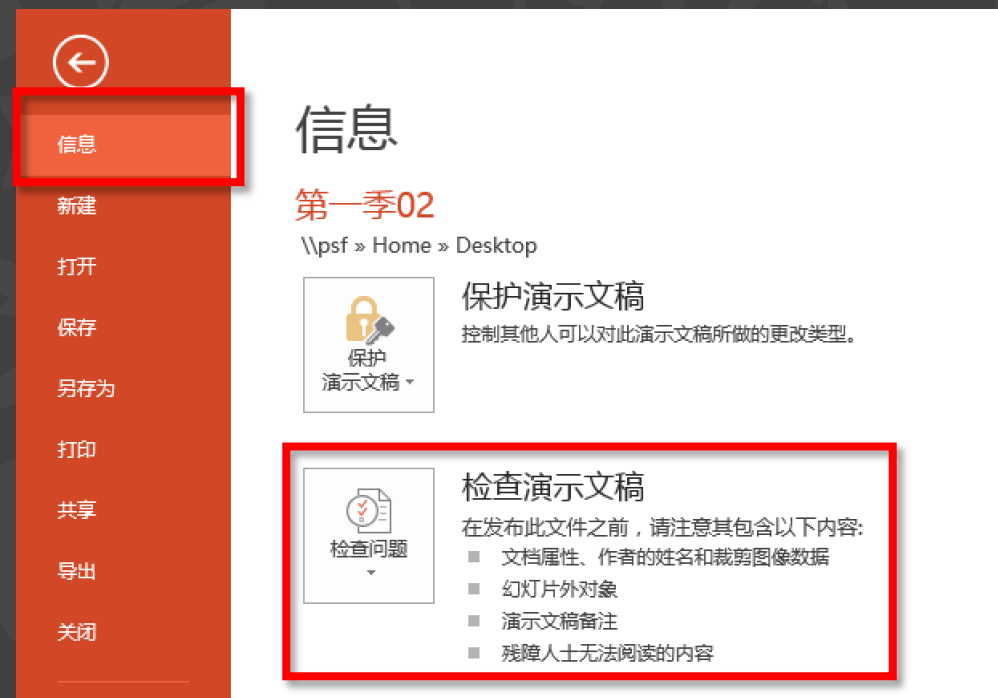 信息
新建
打开
保存
另存为
打印
共享
导出
关闭
信息
第一季02
\\psf » Home » Desktop
保护
演示文稿
保护演示文稿
控制其他人可以对此演示文稿所做的更改类型。
检查问题
检查演示文稿
在发布此文件之前，请注意其包含以下内容:
文档属性、作者的姓名和裁剪图像数据
幻灯片外对象
演示文稿备注
残障人士无法阅读的内容